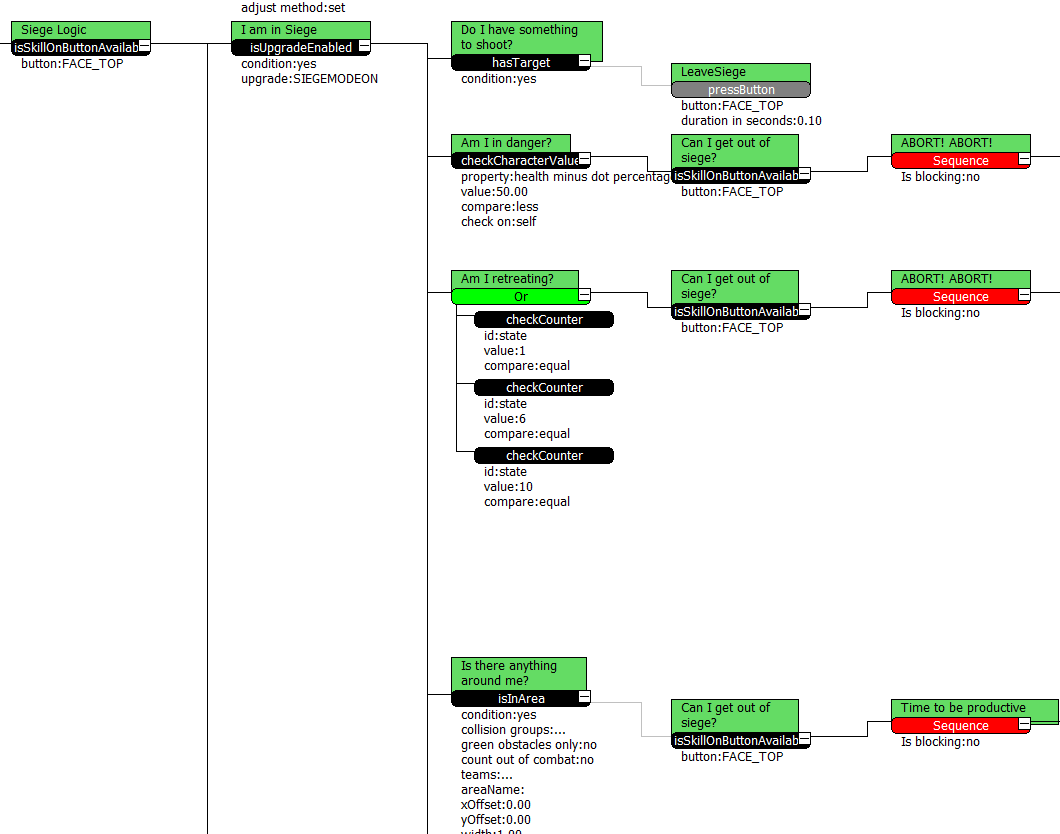 adjust method:set
Siege Logic
isSkillOnButtonAvailab
button:FACE_TOP
I am in Siege
isUpgradeEnabled
condition:yes
upgrade:SIEGEMODEON
Do I have something
to shoot?
hasTarget
condition:yes
LeaveSiege
pressButton
button:FACE_TOP
duration in seconds:0.10
Am I in danger?
checkCharacterValue
property:health minus dot percentage
value:50.00
compare:less
check on:self
Can I get out of
siege?
isSkillOnButtonAvailab
button:FACE_TOP
ABORT! ABORT!
Sequence
Is blocking:no
Am I retreating?
Or
checkCounter
id:state
value:1
compare:equal
checkCounter
id:state
value:6
compare:equal
checkCounter
id:state
value:10
compare:equal
Can I get out of
siege?
isSkillOnButtonAvailab
button:FACE_TOP
ABORT! ABORT!
Sequence
Is blocking:no
Is there anything
around me?
isInArea
condition:yes
collision groups:...
green obstacles only:no
count out of combat:no
teams:...
areaName:
xOffset:0.00
yOffset:0.00
width:1.00
Can I get out of
siege?
isSkillOnButtonAvailab
button:FACE_TOP
Time to be productive
Sequence
Is blocking:no